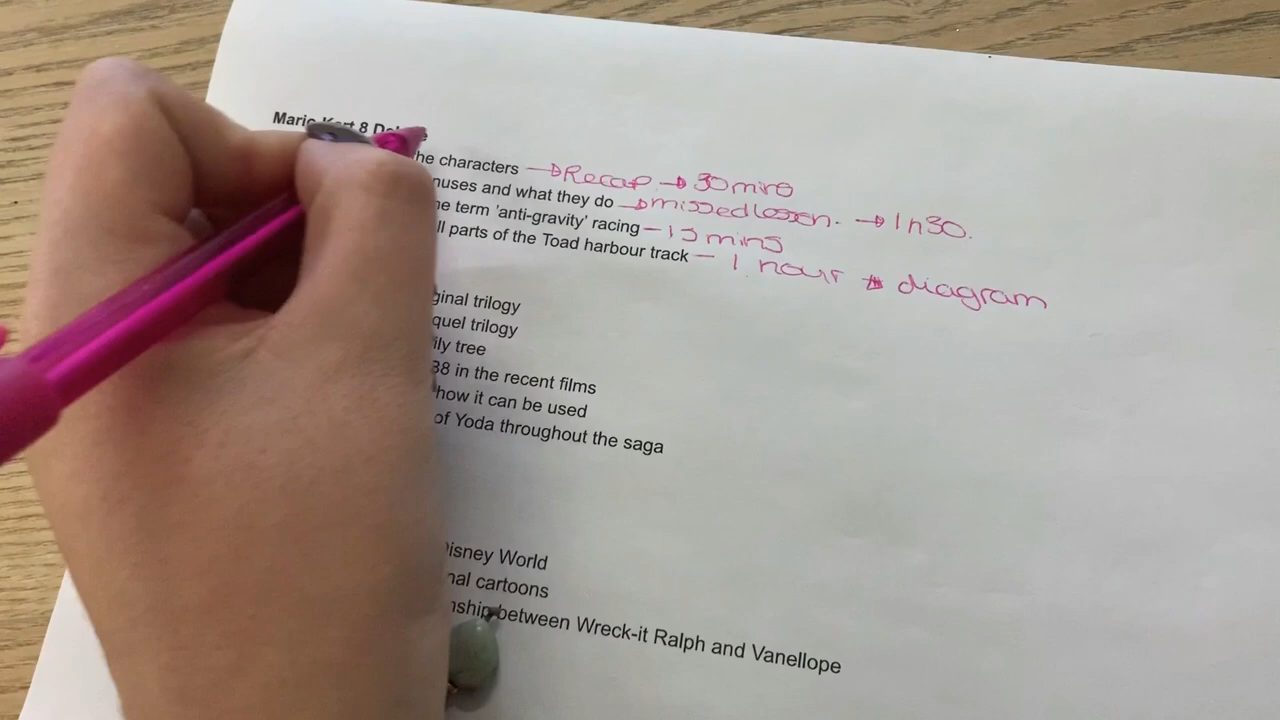 Mario Kart 8 Deluxe
the characters → Recap → 30 mins
nuses and what they do → missed lesson. → 1h30.
he term 'anti-gravity' racing – 15 mins
ll parts of the Toad harbour track – 1 hour * diagram
ginal trilogy
quel trilogy
ily tree
38 in the recent films
how it can be used
of Yoda throughout the saga
Disney World
nal cartoons
nship between Wreck-it Ralph and Vanellope